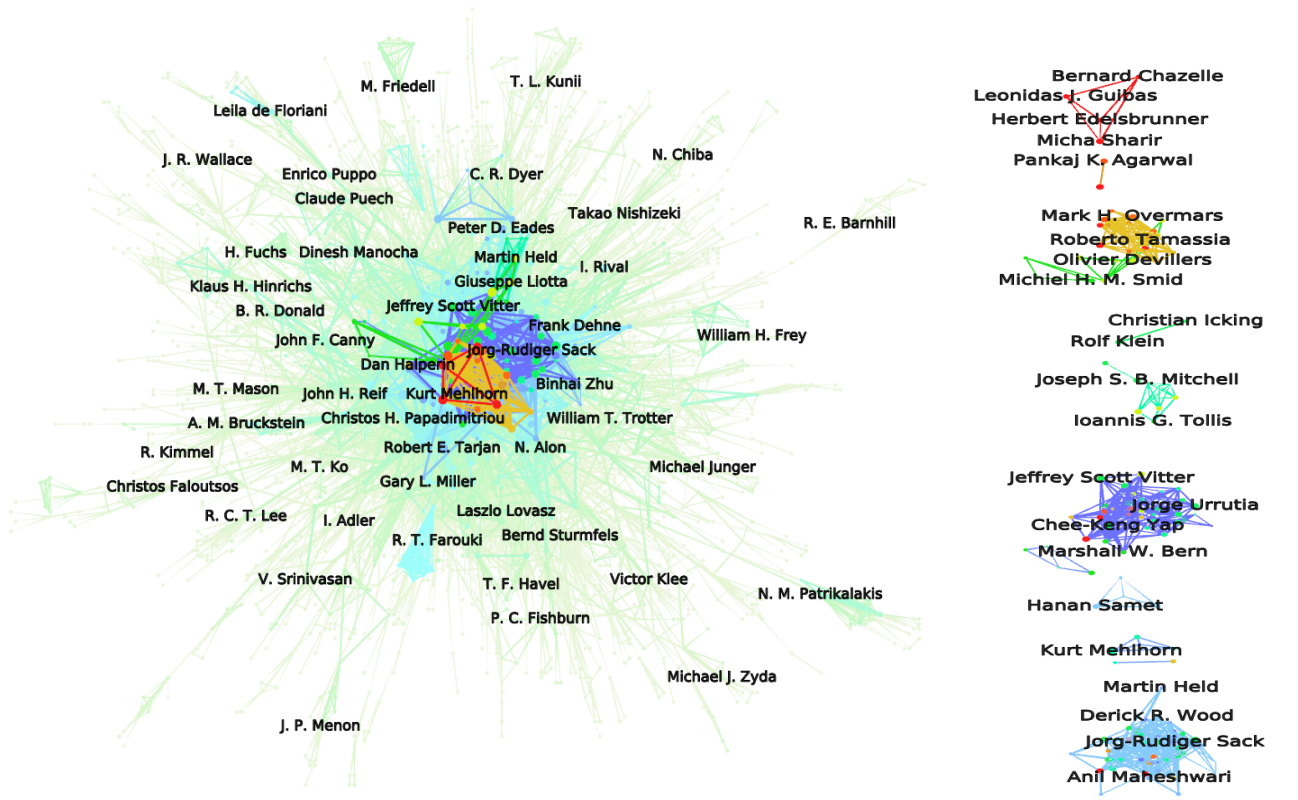 M. Friedell
T. L. Kunii
Leila de Floriani
J. R. Wallace
N. Chiba
Enrico Puppo
C. R. Dyer
Claude Puech
Takao Nishizeki
R. E. Barnhill
Peter D. Eades
H. Fuchs
Dinesh Manocha
Martin Held
I. Rival
Klaus H. Hinrichs
Giuseppe Liotta
B. R. Donald
Jeffrey Scott Vitter
Frank Dehne
John F. Canny
William H. Frey
Jorg-Rudiger Sack
Dan Halperin
Binhai Zhu
M. T. Mason
John H. Reif
Kurt Mehlhorn
A. M. Bruckstein
Christos H. Papadimitriou
William T. Trotter
R. Kimmel
Robert E. Tarjan
N. Alon
M. T. Ko
Michael Junger
Christos Faloutsos
Gary L. Miller
R. C. T. Lee
I. Adler
Laszlo Lovasz
R. T. Farouki
Bernd Sturmfels
V. Srinivasan
T. F. Havel
Victor Klee
N. M. Patrikalakis
P. C. Fishburn
Michael J. Zyda
J. P. Menon
Bernard Chazelle
Leonidas J. Guibas
Herbert Edelsbrunner
Micha Sharir
Pankaj K. Agarwal
Mark H. Overmars
Roberto Tamassia
Olivier Devillers
Michiel H. M. Smid
Christian Icking
Rolf Klein
Joseph S. B. Mitchell
Ioannis G. Tollis
Jeffrey Scott Vitter
Jorge Urrutia
Chee-Keng Yap
Marshall W. Bern
Hanan Samet
Kurt Mehlhorn
Martin Held
Derick R. Wood
Jorg-Rudiger Sack
Anil Maheshwari